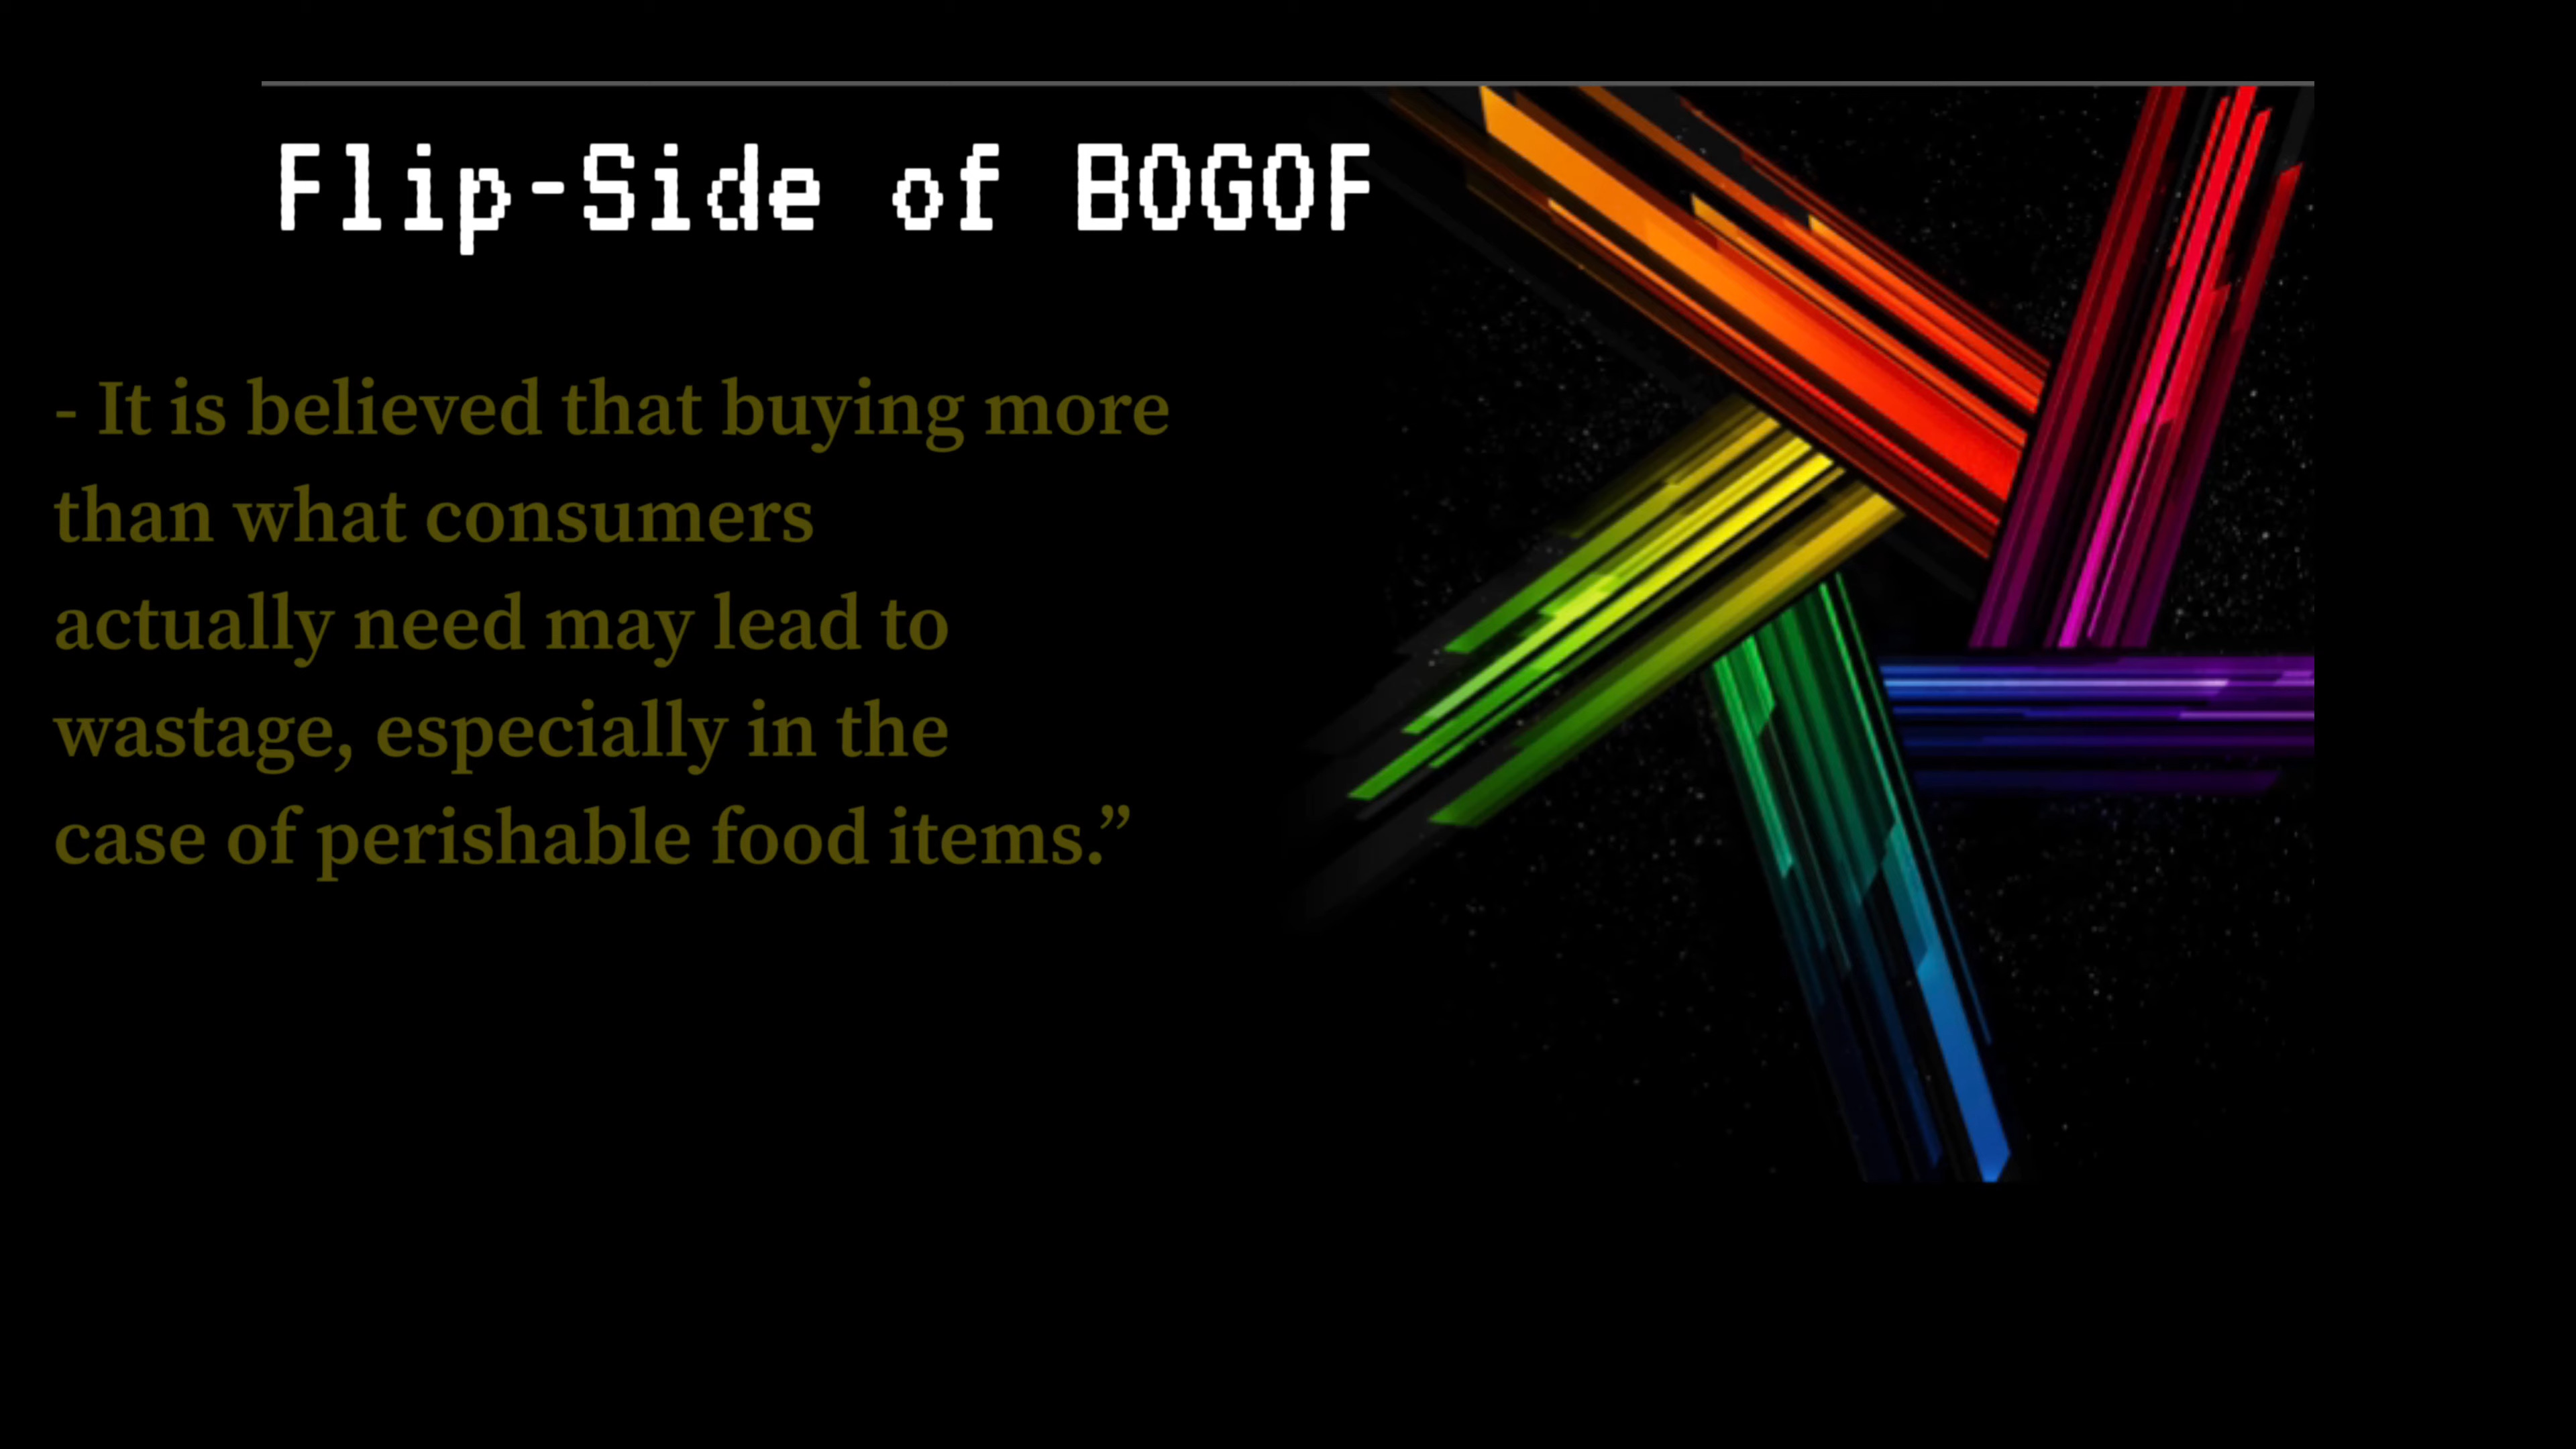 Flip-Side of BOGOF
- It is believed that buying more
than what consumers
actually need may lead to
wastage, especially in the
case of perishable food items.”